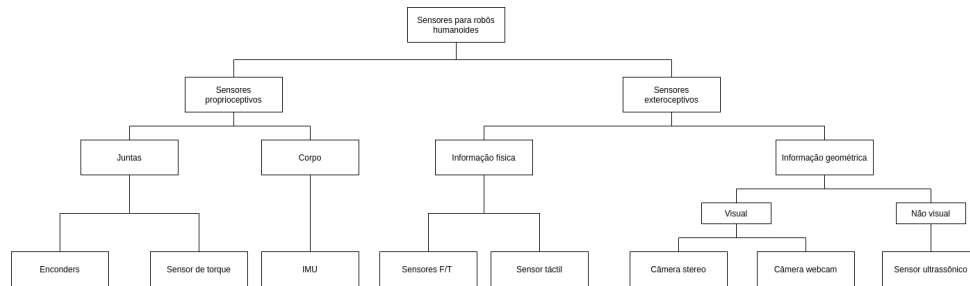 Sensores para robôs
humanoides
Sensores
proprioceptivos
Sensores
exteroceptivos
Juntas
Corpo
Informação física
Informação geométrica
Visual
Não visual
Enconders
Sensor de torque
IMU
Sensores F/T
Sensor táctil
Câmera stereo
Câmera webcam
Sensor ultrassônico